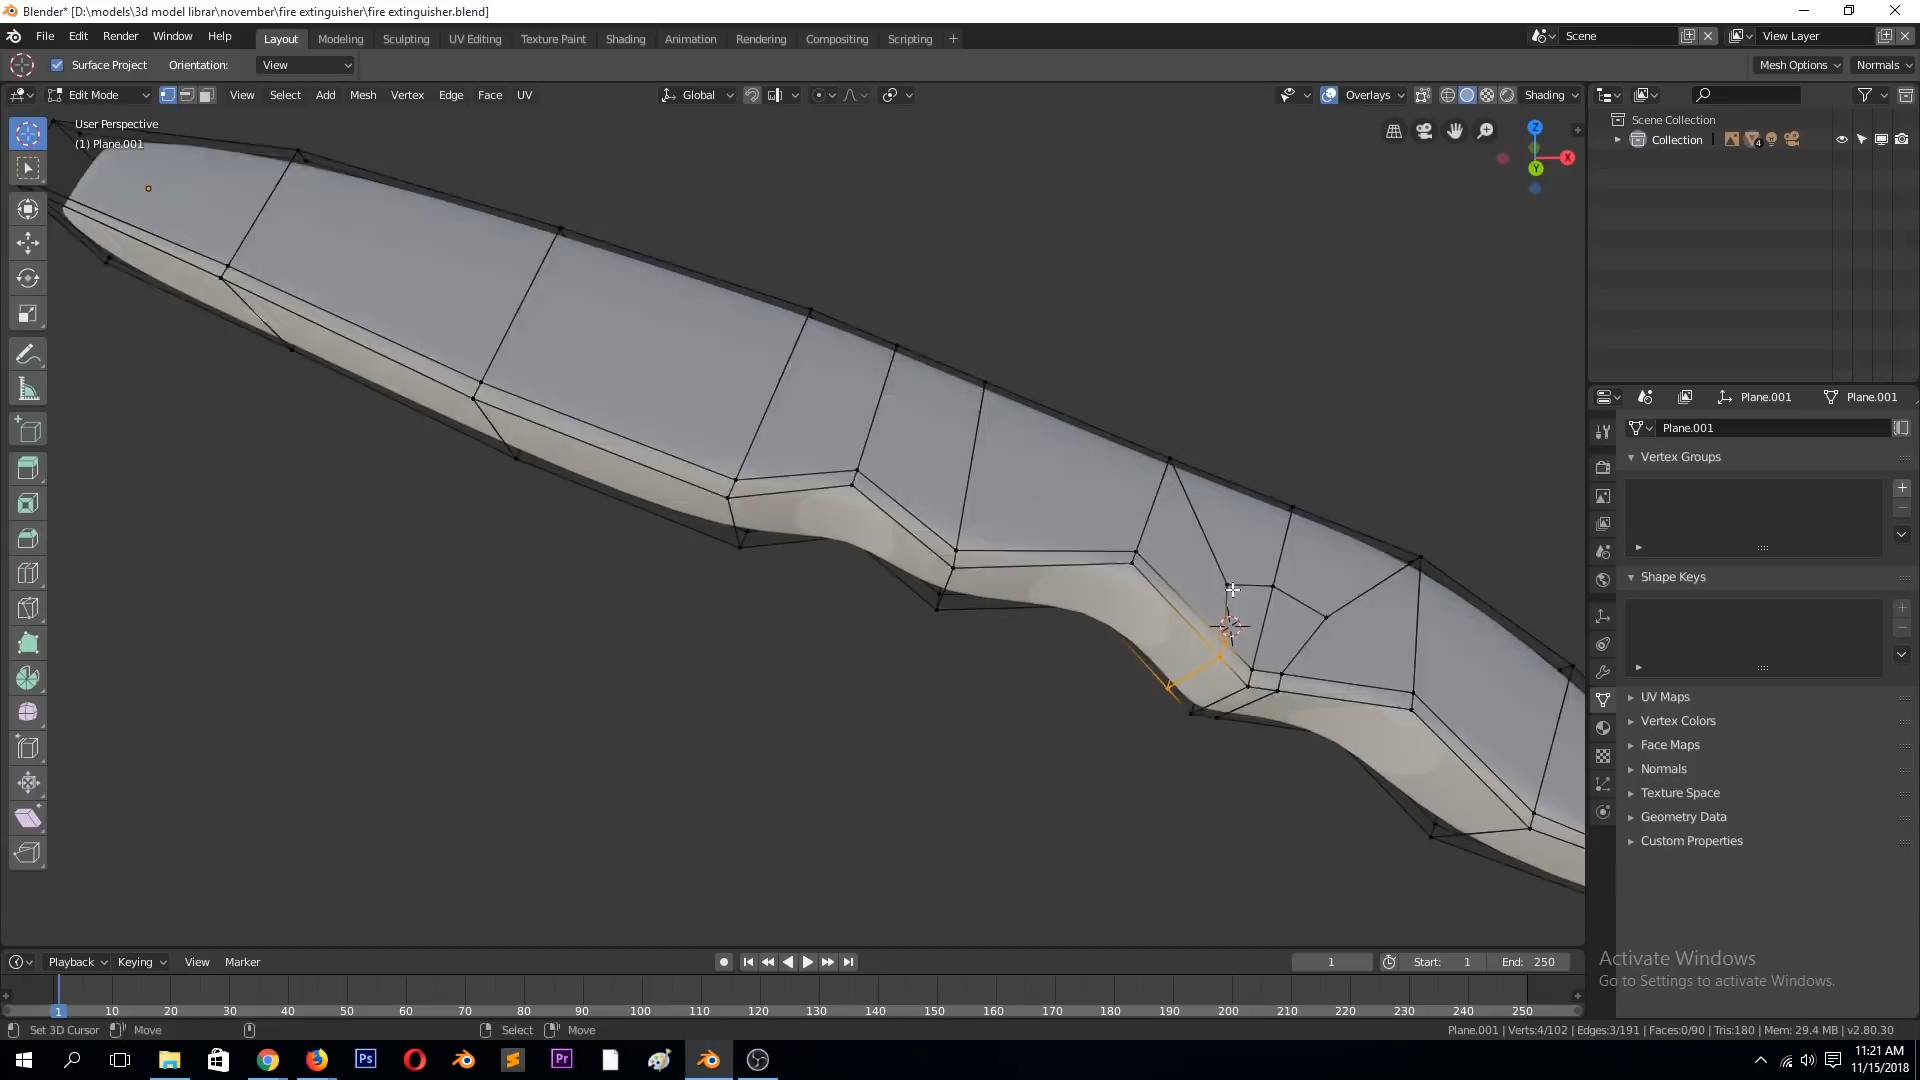 Blender* [D:\models\3d model librar\november\fire extinguisher\fire extinguisher.blend]
File Edit Render Window Help Layout Modeling Sculpting UV Editing Texture Paint Shading Animation Rendering Compositing Scripting + Scene View Layer
Surface Project Orientation: View Mesh Options Normals
Edit Mode View Select Add Mesh Vertex Edge Face UV Global Overlays Shading
User Perspective
(1) Plane.001
Z
X
Y
Scene Collection
Collection 4
Plane.001 Plane.001
Plane.001
Vertex Groups
Shape Keys
UV Maps
Vertex Colors
Face Maps
Normals
Texture Space
Geometry Data
Custom Properties
Activate Windows
Go to Settings to activate Windows.
Playback Keying View Marker 1 Start: 1 End: 250
1 10 20 30 40 50 60 70 80 90 100 110 120 130 140 150 160 170 180 190 200 210 220 230 240 250
Set 3D Cursor Move Select Move Plane.001 | Verts:4/102 | Edges:3/191 | Faces:0/90 | Tris:180 | Mem: 29.4 MB | v2.80.30
Ps Pr
11:21 AM
11/15/2018